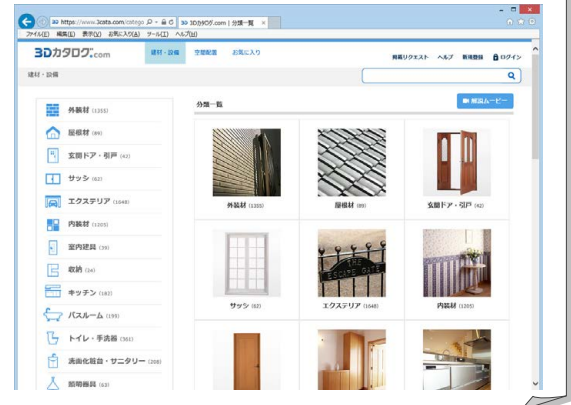 https://www.3cata.com/catego
3Dカタログ.com | 分類一覧
ファイル(F) 編集(E) 表示(V) お気に入り(A) ツール(T) ヘルプ(H)
3Dカタログ.com
建材・設備 空間配置 お気に入り
簡易リクエスト ヘルプ 新規登録 ログイン
建材・設備
分類一覧
解説ムービー
外装材 (1355)
屋根材 (89)
玄関ドア・引戸 (42)
サッシ (62)
エクステリア (1648)
内装材 (1205)
室内建具 (39)
収納 (24)
キッチン (162)
バスルーム (199)
トイレ・手洗器 (361)
洗面化粧台・サニタリー (208)
照明器具 (63)
外装材 (1355)
屋根材 (89)
玄関ドア・引戸 (42)
THE
ESCAPE GATE
サッシ (62)
エクステリア (1648)
内装材 (1205)